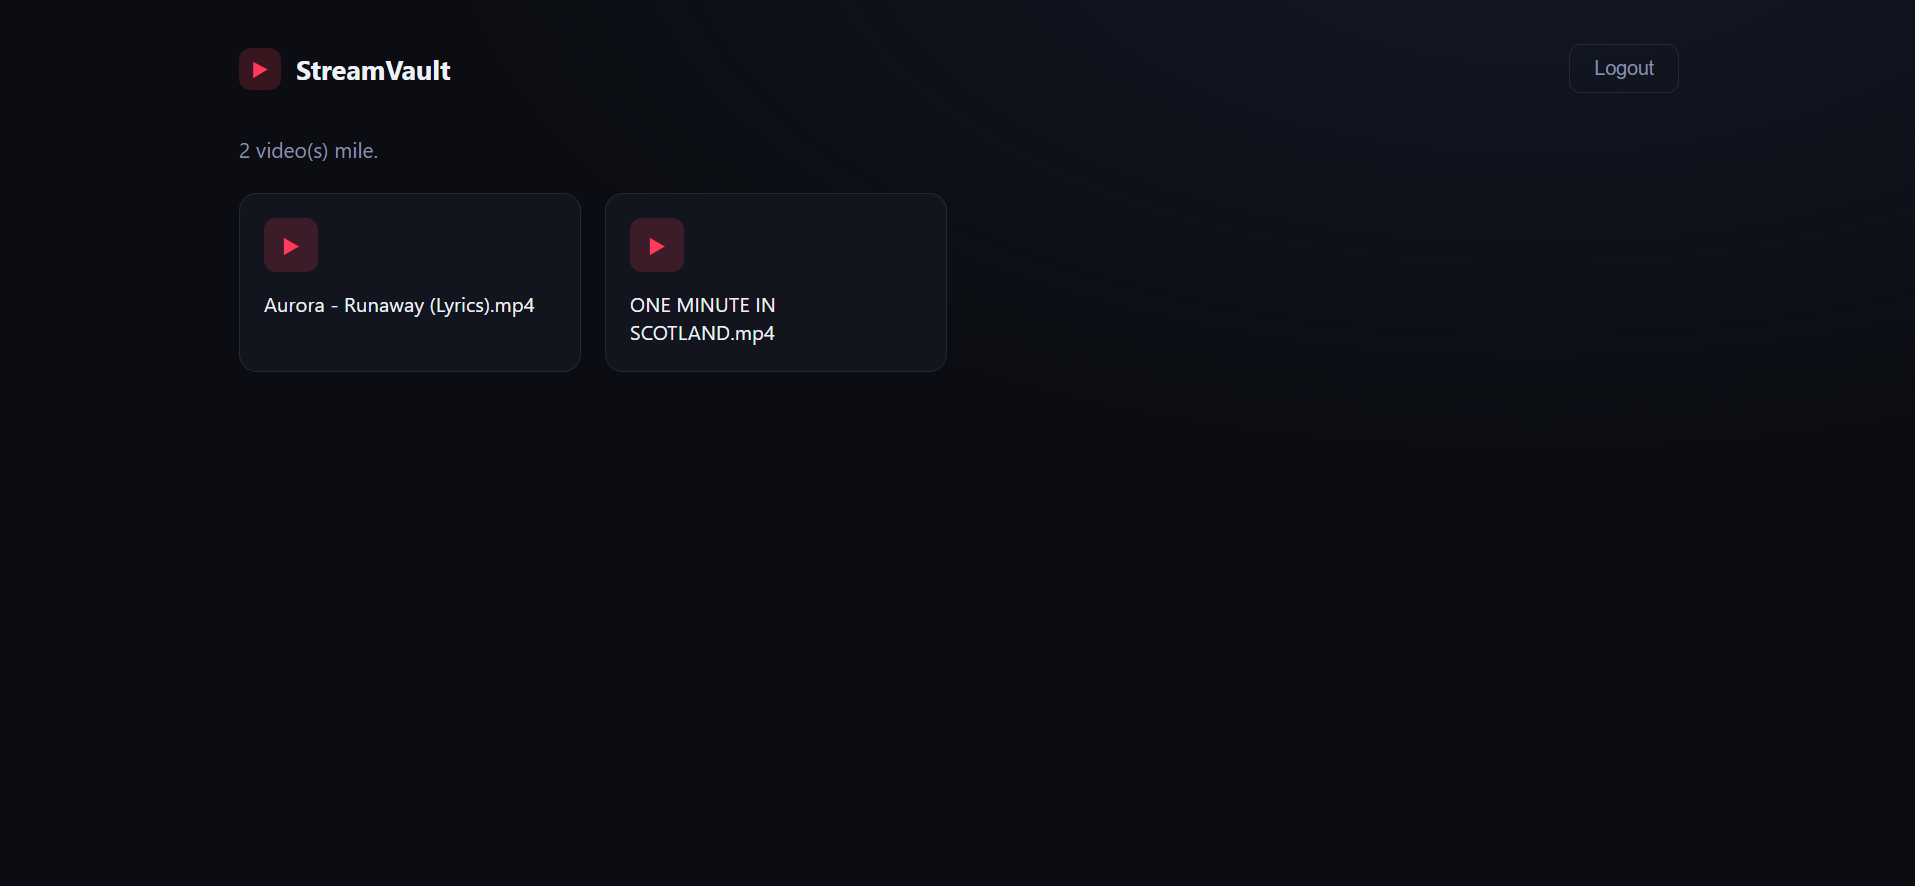 StreamVault
Logout
2 video(s) mile.
Aurora - Runaway (Lyrics).mp4
ONE MINUTE IN
SCOTLAND.mp4